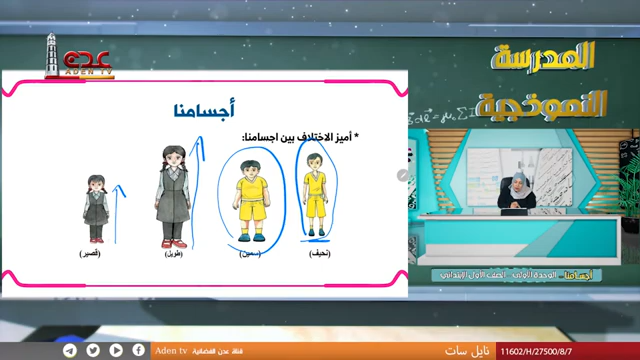 عدن
ADEN TV
المدرسة
النموذجية
أجسامنا
* أميز الاختلاف بين اجسامنا:
(نحيف)
(سمين)
(طويل)
(قصير)
أجسامنا - الوحدة الأولى - الصف الأول الإبتدائي
Aden tv قناة عدن الفضائية
نايل سات
11602/H/27500/8/7